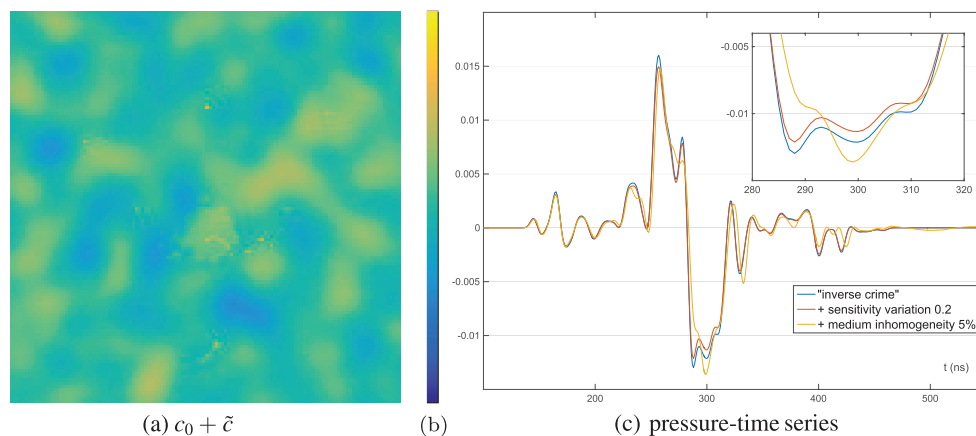 0.015
0.01
0.005
0
-0.005
-0.01
200
300
400
500
-0.005
-0.01
280
290
300
310
320
"inverse crime"
+ sensitivity variation 0.2
+ medium inhomogeneity 5%
t (ns)
(a) c₀ + c̃
(b)
(c) pressure-time series